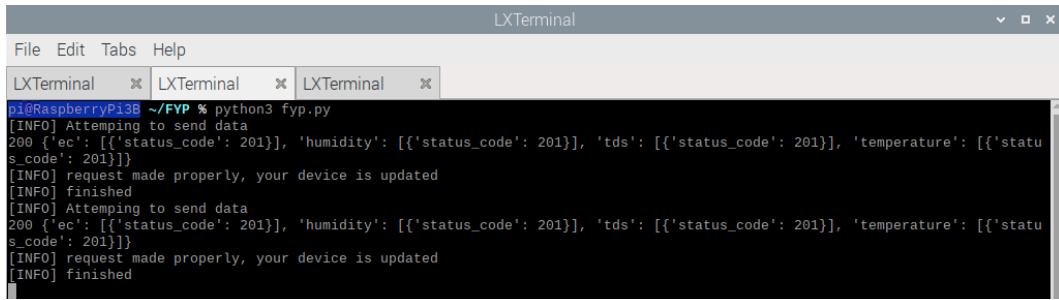 LXTerminal
File Edit Tabs Help
LXTerminal LXTerminal LXTerminal
pi@RaspberryPi3B ~/FYP % python3 fyp.py
[INFO] Attemping to send data
200 {'ec': [{'status_code': 201}], 'humidity': [{'status_code': 201}], 'tds': [{'status_code': 201}], 'temperature': [{'statu
s_code': 201}]}
[INFO] request made properly, your device is updated
[INFO] finished
[INFO] Attemping to send data
200 {'ec': [{'status_code': 201}], 'humidity': [{'status_code': 201}], 'tds': [{'status_code': 201}], 'temperature': [{'statu
s_code': 201}]}
[INFO] request made properly, your device is updated
[INFO] finished